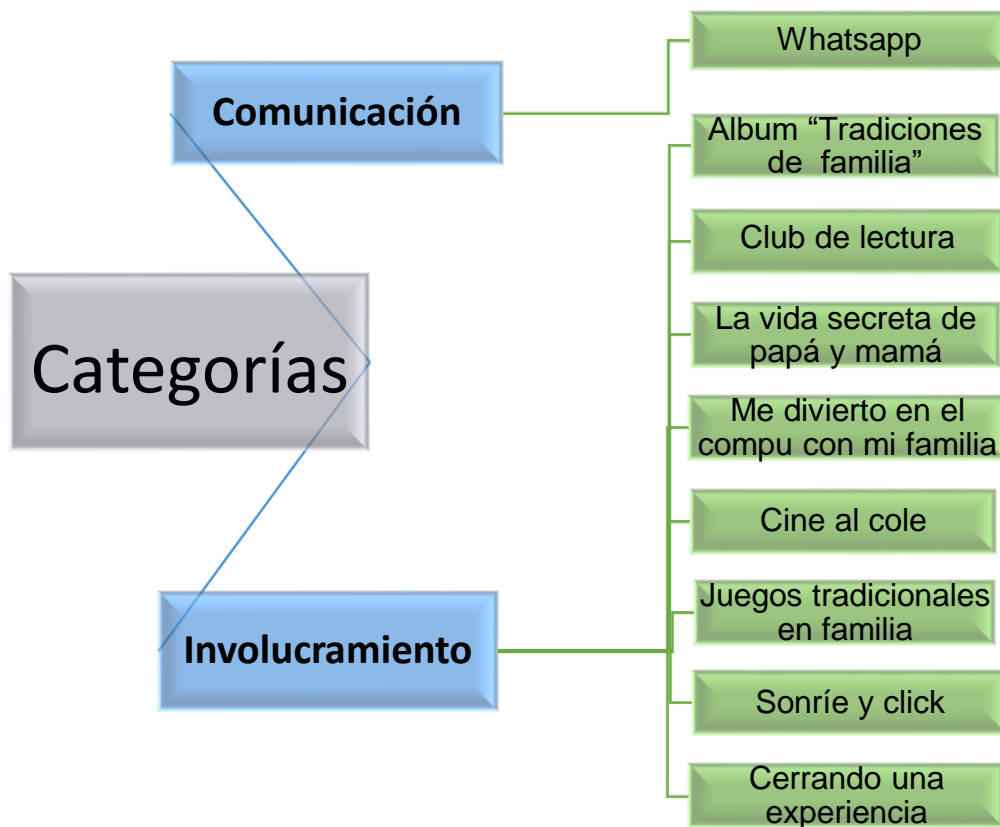 Categorías
Comunicación
Whatsapp
Involucramiento
Album “Tradiciones
de familia”
Club de lectura
La vida secreta de
papá y mamá
Me divierto en el
compu con mi familia
Cine al cole
Juegos tradicionales
en familia
Sonríe y click
Cerrando una
experiencia